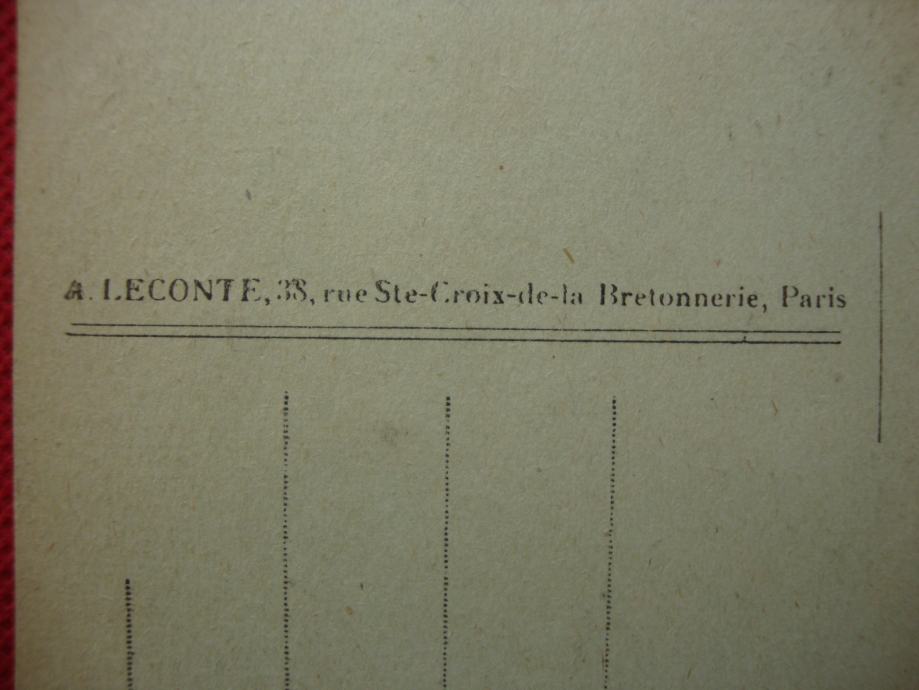 A. LECONTE, 38, rue Ste-Croix-de-la Bretonnerie, Paris